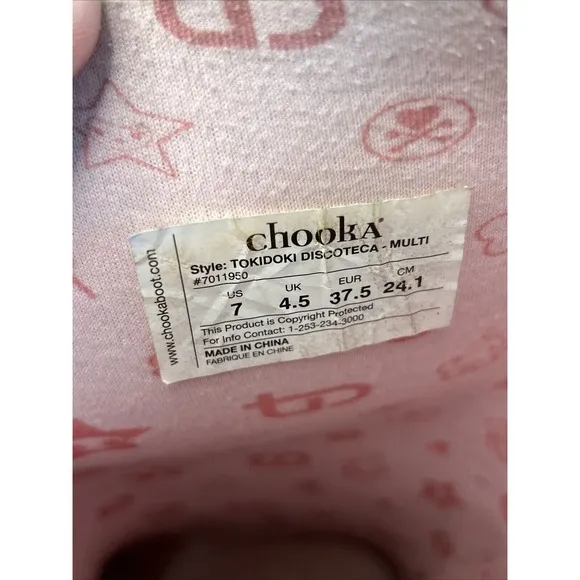 chooka
www.chookaboot.com
Style: TOKIDOKI DISCOTECA - MULTI
#7011950
US UK EUR CM
7 4.5 37.5 24.1
This Product is Copyright Protected
For Info Contact: 1-253-234-3000
MADE IN CHINA
FABRIQUE EN CHINE